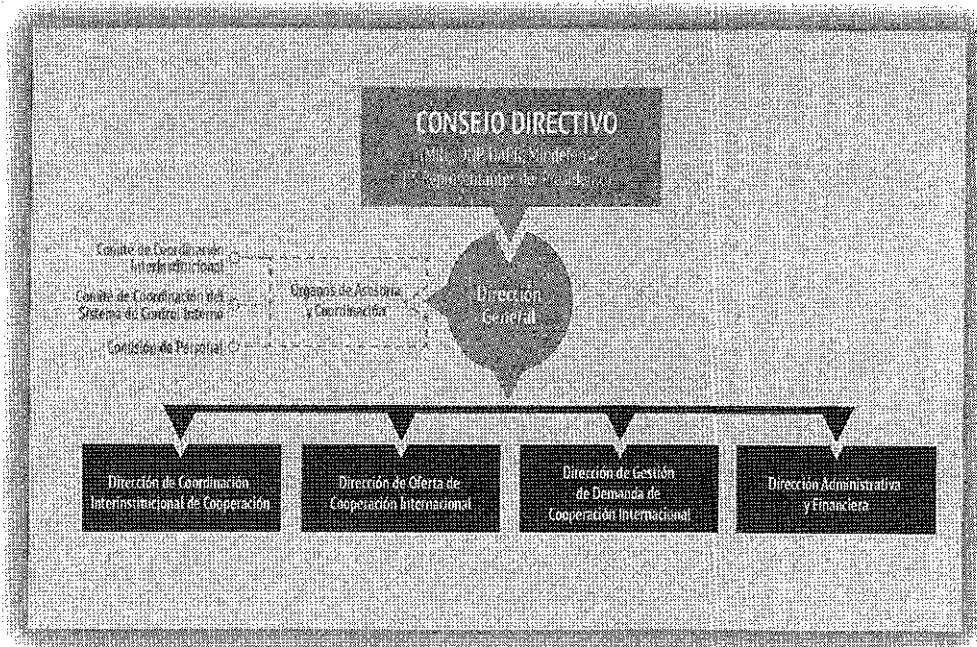 CONSEJO DIRECTIVO
Comité de Coordinación
Interinstitucional
Comité de Coordinación del
Sistema de Control Interno
Comisión de Personal
Órganos de Asesoría
y Coordinación
Dirección
General
Dirección de Coordinación
Interinstitucional de Cooperación
Dirección de Oferta de
Cooperación Internacional
Dirección de Gestión
de Demanda de
Cooperación Internacional
Dirección Administrativa
y Financiera